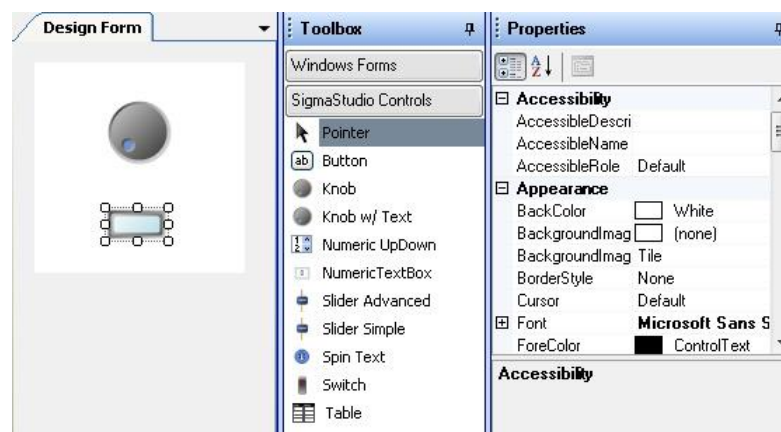 Design Form
Toolbox
Windows Forms
SigmaStudio Controls
Pointer
ab Button
Knob
Knob w/ Text
Numeric UpDown
NumericTextBox
Slider Advanced
Slider Simple
Spin Text
Switch
Table
Properties
Accessibility
AccessibleDescri
AccessibleName
AccessibleRole Default
Appearance
BackColor White
BackgroundImag (none)
BackgroundImag Tile
BorderStyle None
Cursor Default
Font Microsoft Sans S
ForeColor ControlText
Accessibility